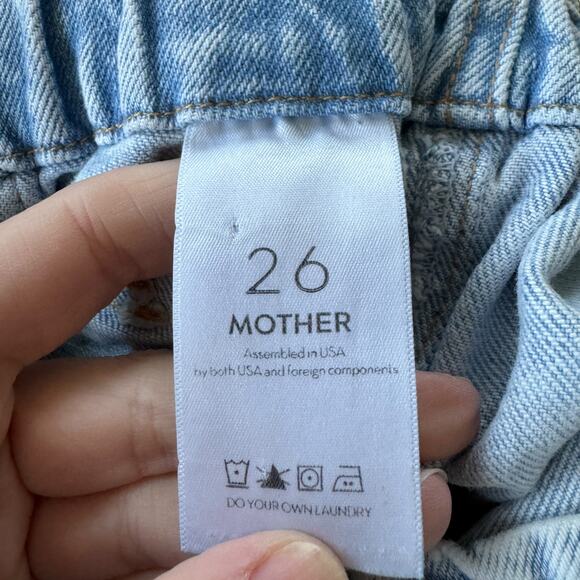 26
MOTHER
Assembled in USA
by both USA and foreign components
DO YOUR OWN LAUNDRY